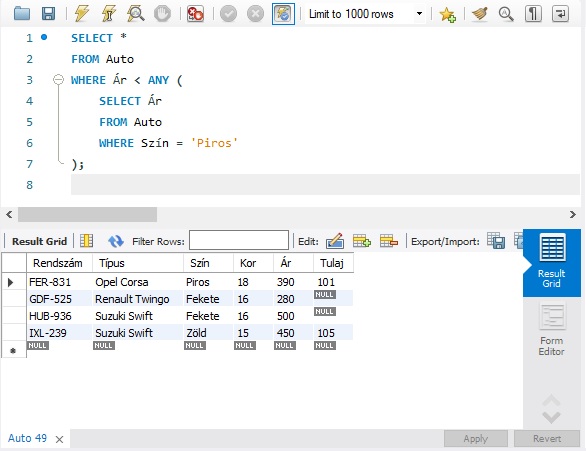 Limit to 1000 rows
1 SELECT *
2 FROM Auto
3 WHERE Ár < ANY (
4 SELECT Ár
5 FROM Auto
6 WHERE Szín = 'Piros'
7 );
8
Result Grid Filter Rows: Edit: Export/Import:
Rendszám Típus Szín Kor Ár Tulaj
FER-831 Opel Corsa Piros 18 390 101
GDF-525 Renault Twingo Fekete 16 280 NULL
HUB-936 Suzuki Swift Fekete 16 500 NULL
IXL-239 Suzuki Swift Zöld 15 450 105
NULL NULL NULL NULL NULL NULL
Result
Grid
Form
Editor
Auto 49
Apply Revert